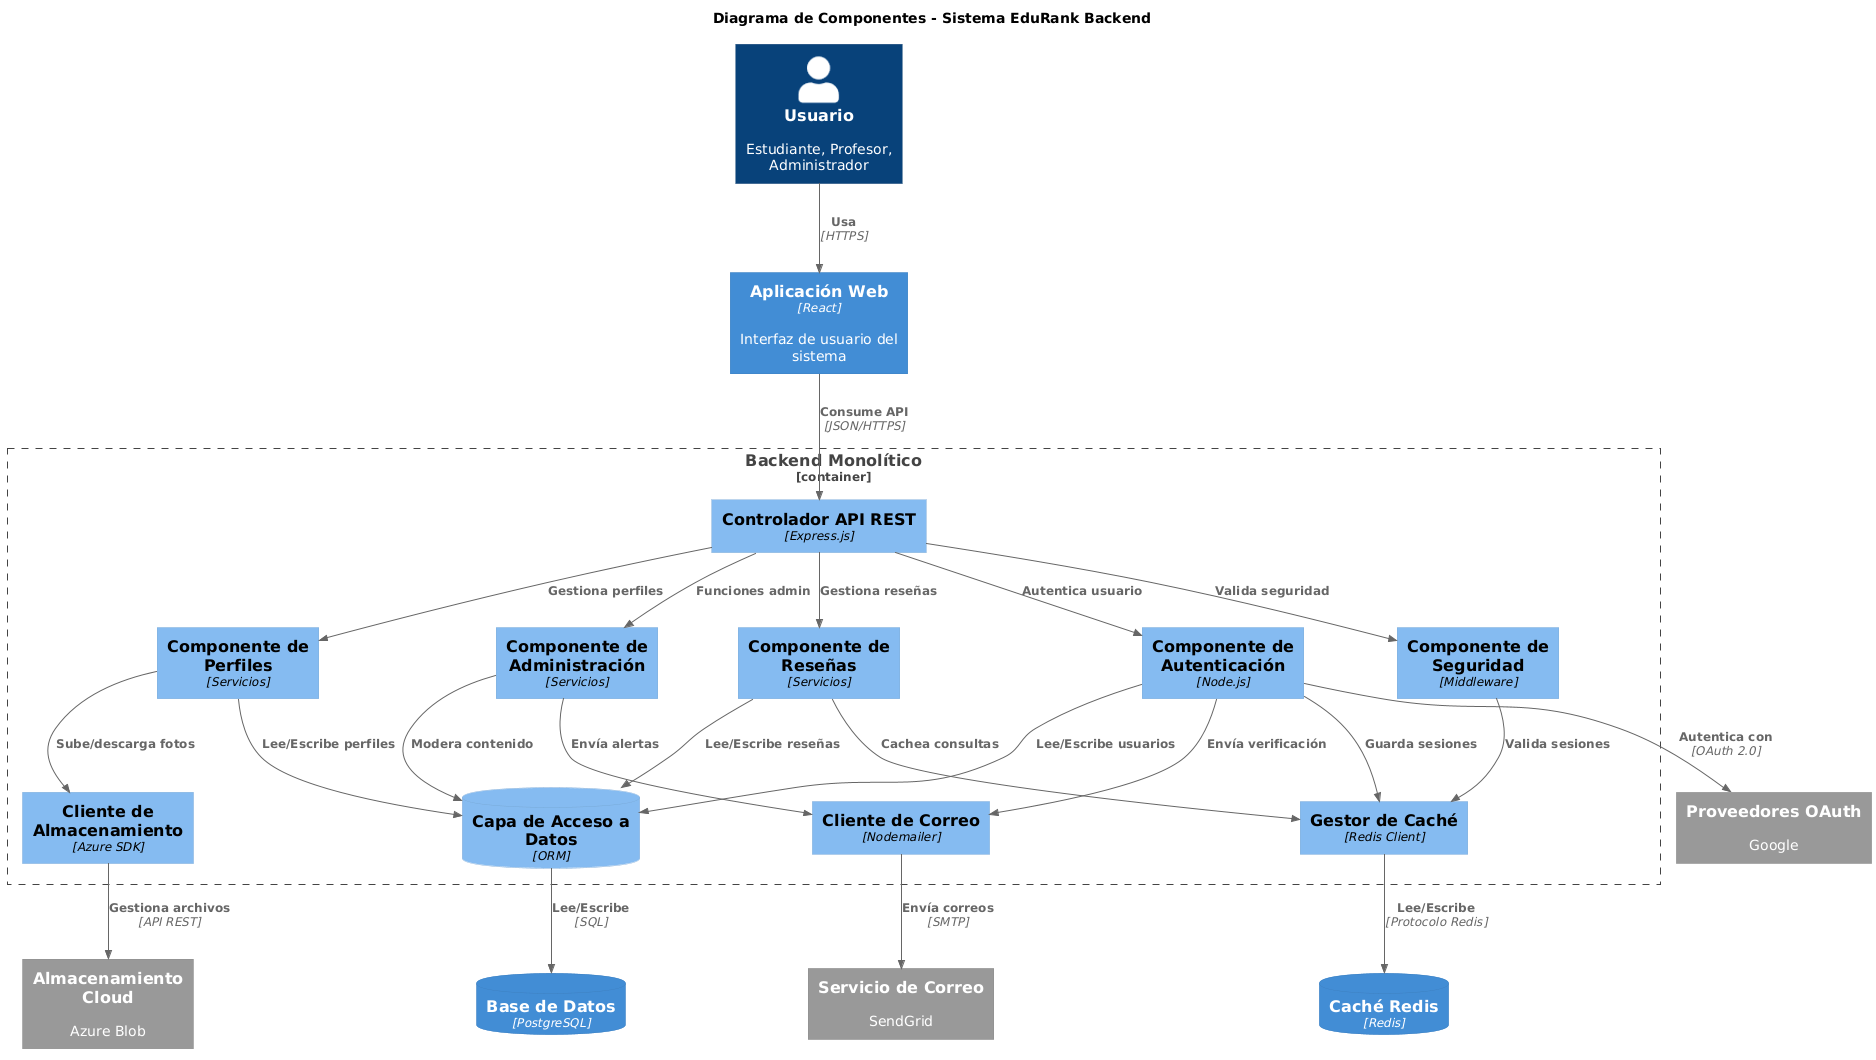 Diagrama de Componentes - Sistema EduRank Backend
Usuario
Estudiante, Profesor,
Administrador
Usa
[HTTPS]
Aplicación Web
[React]
Interfaz de usuario del
sistema
Consume API
[JSON/HTTPS]
Backend Monolítico
[container]
Controlador API REST
[Express.js]
Gestiona perfiles
Funciones admin
Gestiona reseñas
Autentica usuario
Valida seguridad
Componente de
Perfiles
[Servicios]
Componente de
Administración
[Servicios]
Componente de
Reseñas
[Servicios]
Componente de
Autenticación
[Node.js]
Componente de
Seguridad
[Middleware]
Sube/descarga fotos
Lee/Escribe perfiles
Modera contenido
Envía alertas
Lee/Escribe reseñas
Cachea consultas
Lee/Escribe usuarios
Envía verificación
Guarda sesiones
Valida sesiones
Autentica con
[OAuth 2.0]
Cliente de
Almacenamiento
[Azure SDK]
Capa de Acceso a
Datos
[ORM]
Cliente de Correo
[Nodemailer]
Gestor de Caché
[Redis Client]
Proveedores OAuth
Google
Gestiona archivos
[API REST]
Lee/Escribe
[SQL]
Envía correos
[SMTP]
Lee/Escribe
[Protocolo Redis]
Almacenamiento
Cloud
Azure Blob
Base de Datos
[PostgreSQL]
Servicio de Correo
SendGrid
Caché Redis
[Redis]